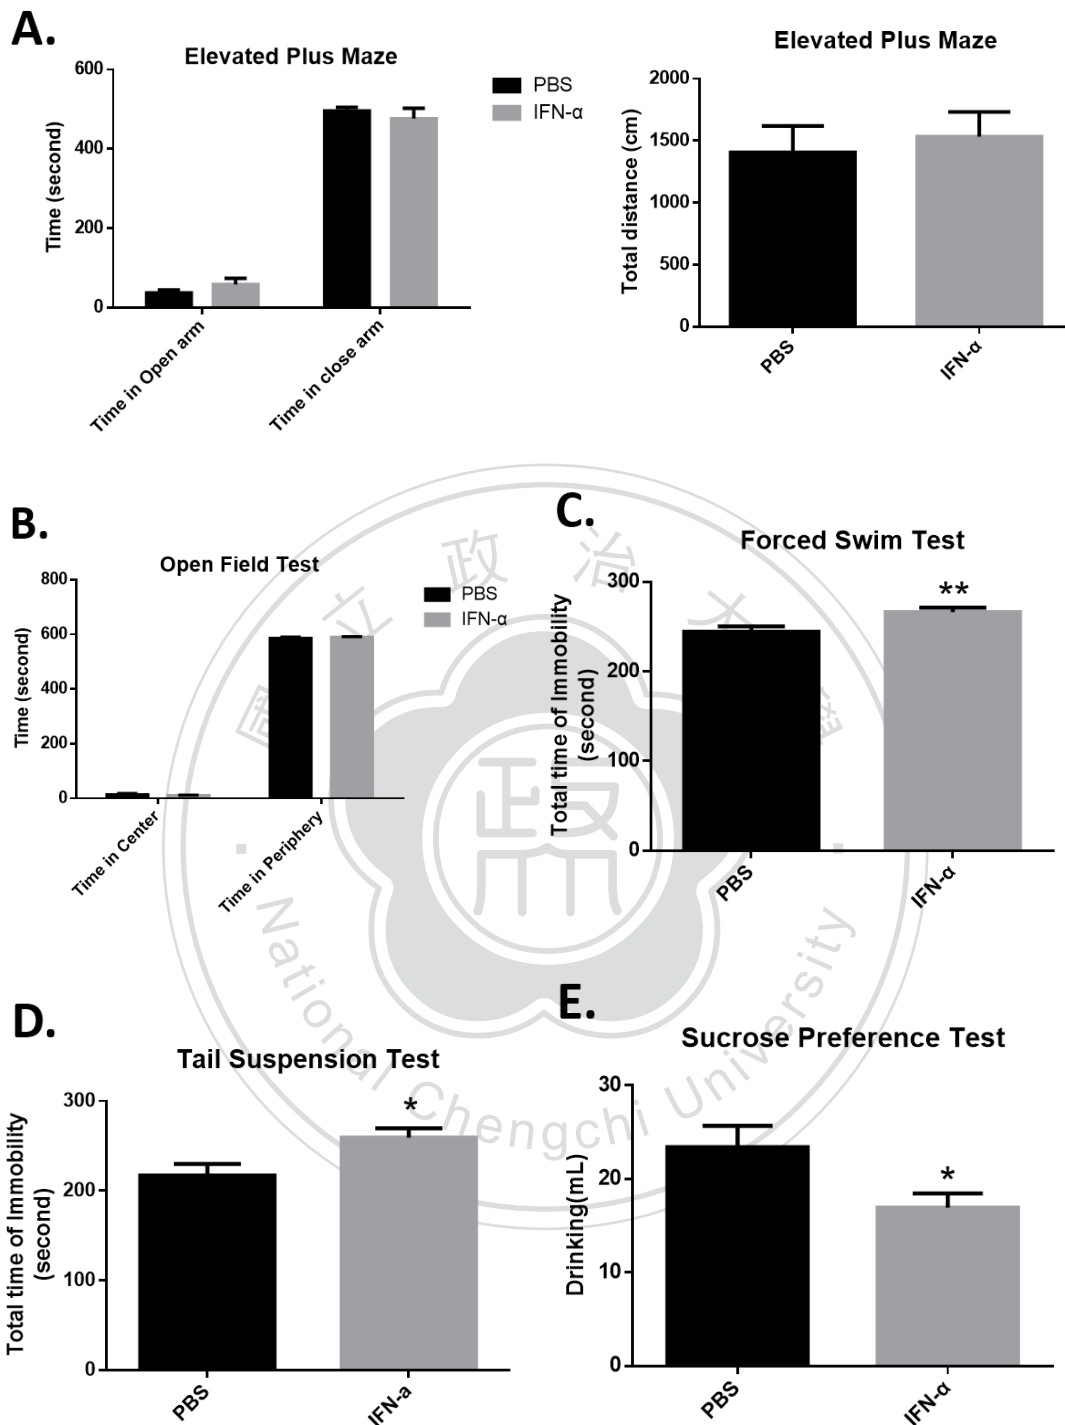 A.
Elevated Plus Maze
PBS
IFN-α
Time (second)
600
400
200
0
Time in Open arm
Time in close arm
Elevated Plus Maze
Total distance (cm)
2000
1500
1000
500
0
PBS
IFN-α
B.
Open Field Test
PBS
IFN-α
Time (second)
800
600
400
200
0
Time in Center
Time in Periphery
C.
Forced Swim Test
Total time of Immobility
(second)
300
200
100
0
**
PBS
IFN-α
D.
Tail Suspension Test
Total time of Immobility
(second)
300
200
100
0
*
PBS
IFN-a
E.
Sucrose Preference Test
Drinking(mL)
30
20
10
0
*
PBS
IFN-α
國立政治大學
政
National Chengchi University